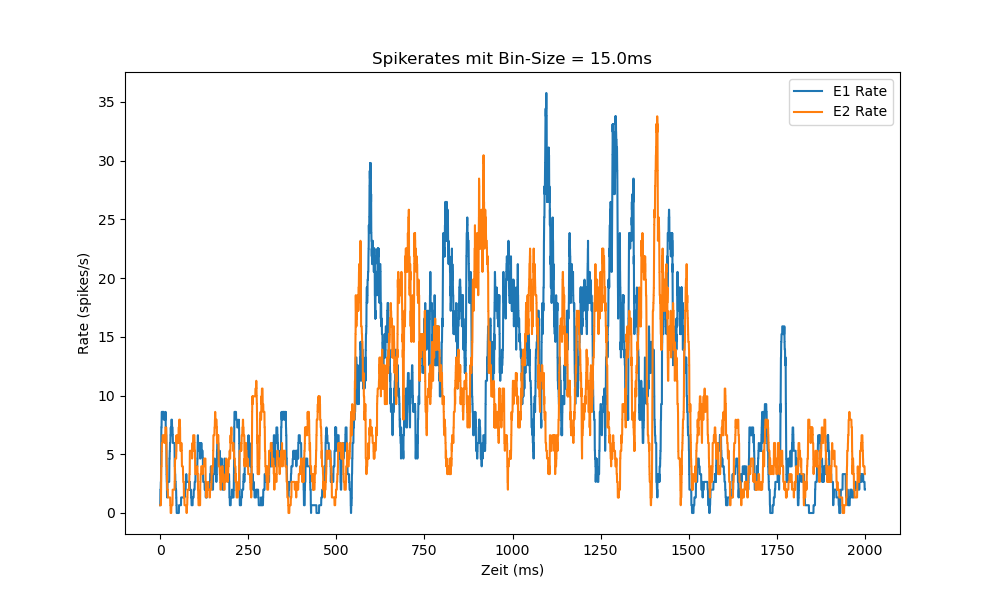 Spikerates mit Bin-Size = 15.0ms
E1 Rate
E2 Rate
Rate (spikes/s)
35
30
25
20
15
10
5
0
0 250 500 750 1000 1250 1500 1750 2000
Zeit (ms)